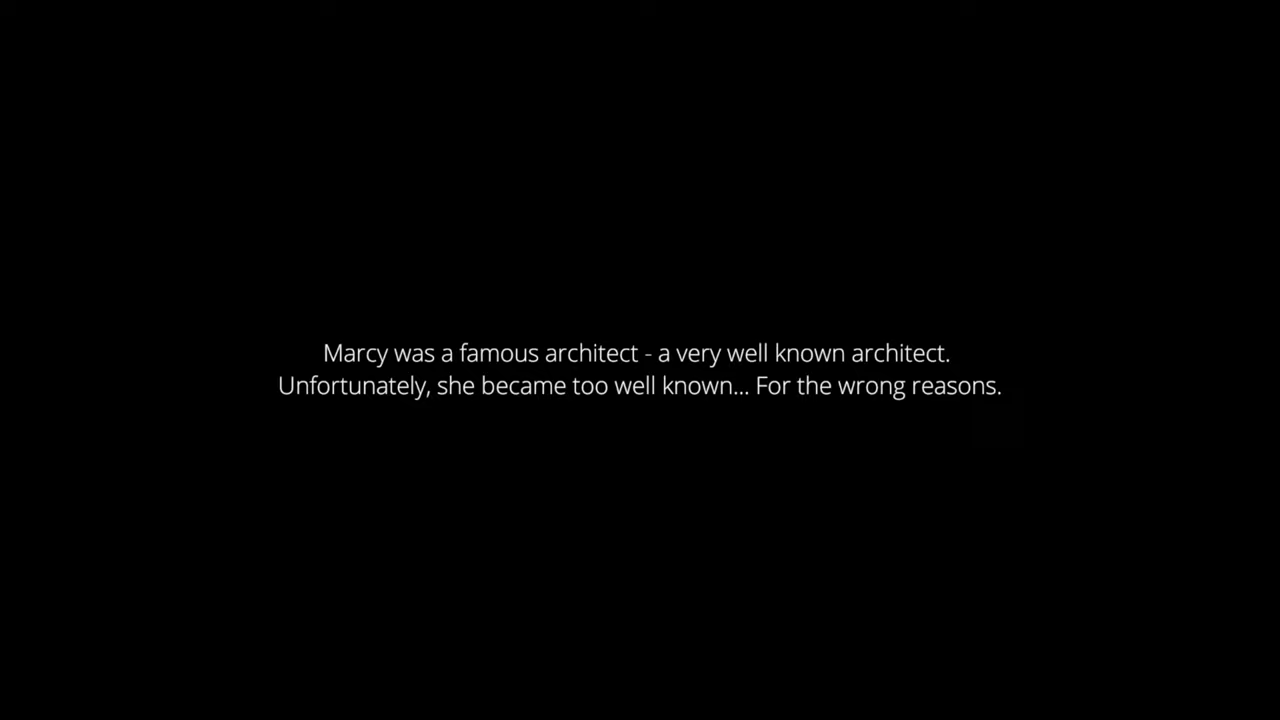 Marcy was a famous architect - a very well known architect.
Unfortunately, she became too well known... For the wrong reasons.